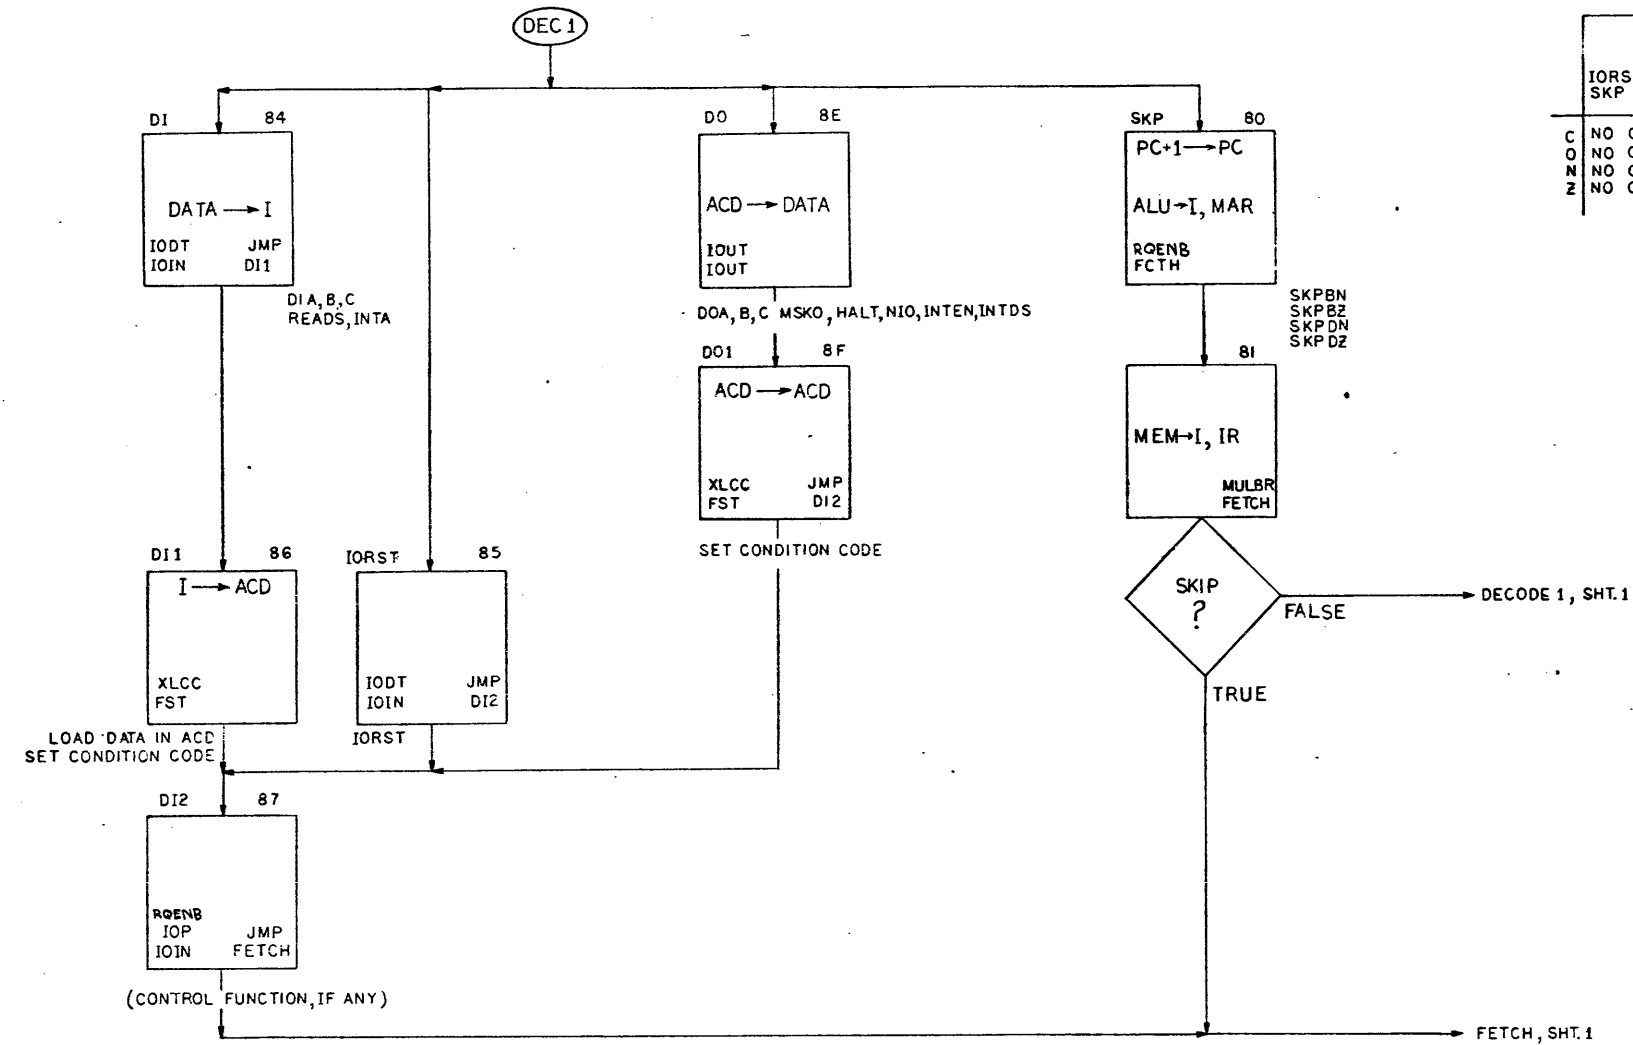 DEC 1
DI 84
DATA → I
IODT JMP
IOIN DI1
DIA, B, C
READS, INTA
DO 8E
ACD → DATA
IOUT
IOUT
DOA, B, C MSKO, HALT, NIO, INTEN, INTDS
DO1 8F
ACD → ACD
XLCC JMP
FST DI2
SET CONDITION CODE
SKP 80
PC+1 → PC
ALU → I, MAR
RQENB
FCTH
SKPBN
SKPBZ
SKPDN
SKPDZ
81
MEM → I, IR
MULBR
FETCH
SKIP
?
FALSE
DECODE 1, SHT. 1
TRUE
DI1 86
I → ACD
XLCC
FST
LOAD DATA IN ACD
SET CONDITION CODE
IORST 85
IODT JMP
IOIN DI2
IORST
DI2 87
RQENB
IOP JMP
IOIN FETCH
(CONTROL FUNCTION, IF ANY)
FETCH, SHT. 1
IORS
SKP
C NO
O NO
N NO
Z NO